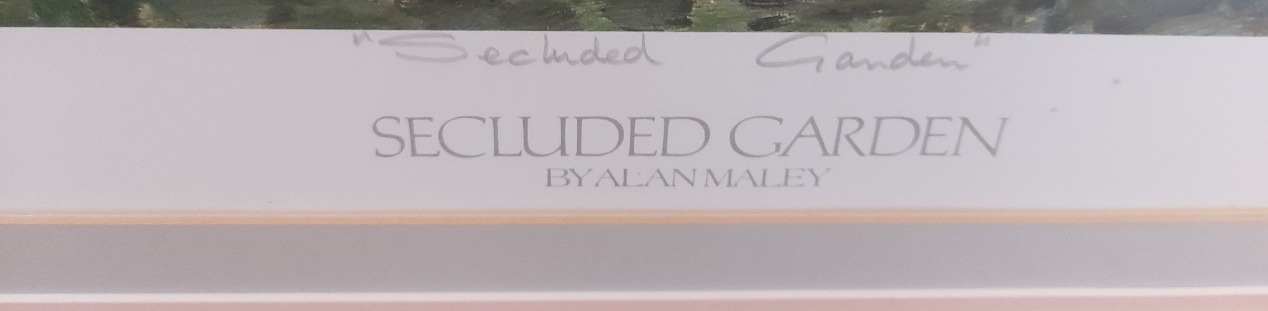 "Secluded Garden"
SECLUDED GARDEN
BY ALAN MALEY